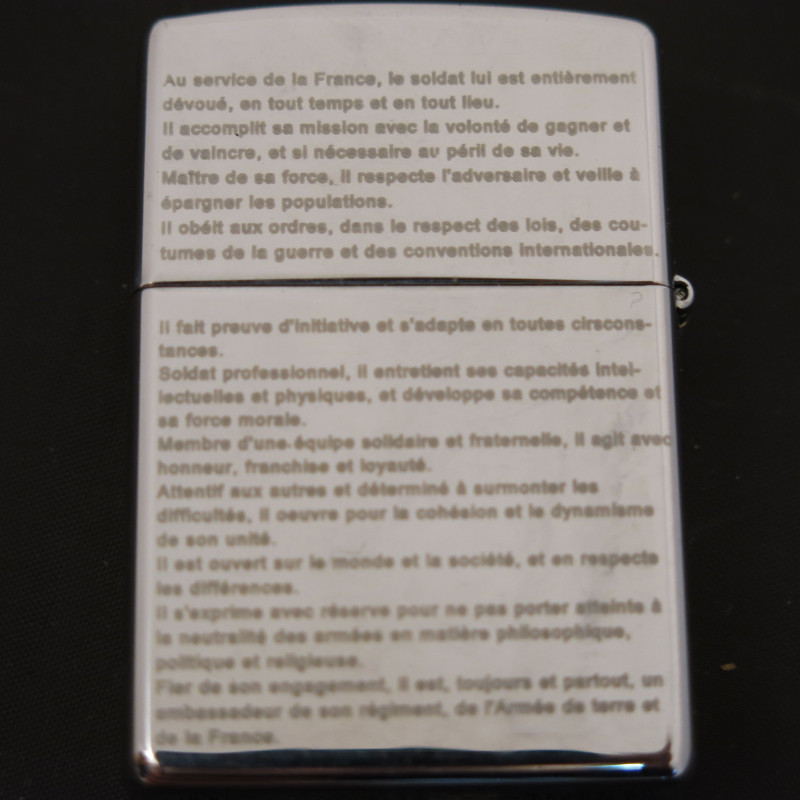 Au service de la France, le soldat lui est entièrement
dévoué, en tout temps et en tout lieu.
Il accomplit sa mission avec la volonté de gagner et
de vaincre, et si nécessaire au péril de sa vie.
Maître de sa force, il respecte l'adversaire et veille à
épargner les populations.
Il obéit aux ordres, dans le respect des lois, des cou-
tumes de la guerre et des conventions internationales.
Il fait preuve d'initiative et s'adapte en toutes cirscons-
tances.
Soldat professionnel, il entretient ses capacités intel-
lectuelles et physiques, et développe sa compétence et
sa force morale.
Membre d'une équipe solidaire et fraternelle, il agit avec
honneur, franchise et loyauté.
Attentif aux autres et déterminé à surmonter les
difficultés, il oeuvre pour la cohésion et le dynamisme
de son unité.
Il est ouvert sur le monde et la société, et en respecte
les différences.
Il s'exprime avec réserve pour ne pas porter atteinte à
la neutralité des armées en matière philosophique,
politique et religieuse.
Fier de son engagement, il est, toujours et partout, un
ambassadeur de son régiment, de l'Armée de terre et
de la France.